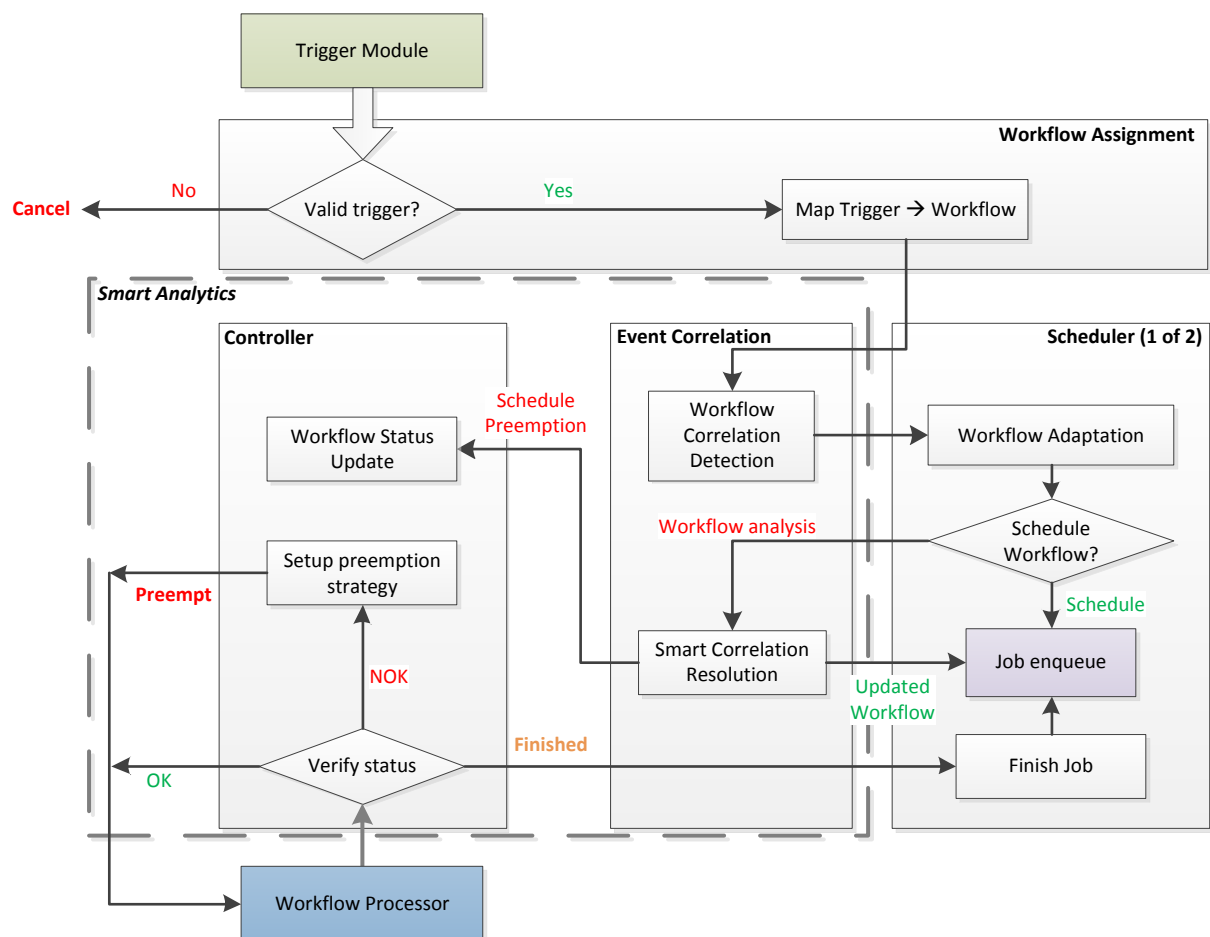 Trigger Module
Workflow Assignment
No
Yes
Cancel
Valid trigger?
Map Trigger → Workflow
Smart Analytics
Controller
Event Correlation
Scheduler (1 of 2)
Schedule
Preemption
Workflow Status
Update
Workflow
Correlation
Detection
Workflow Adaptation
Workflow analysis
Schedule
Workflow?
Setup preemption
strategy
Preempt
Schedule
Smart Correlation
Resolution
Job enqueue
NOK
Updated
Workflow
Finished
OK
Verify status
Finish Job
Workflow Processor